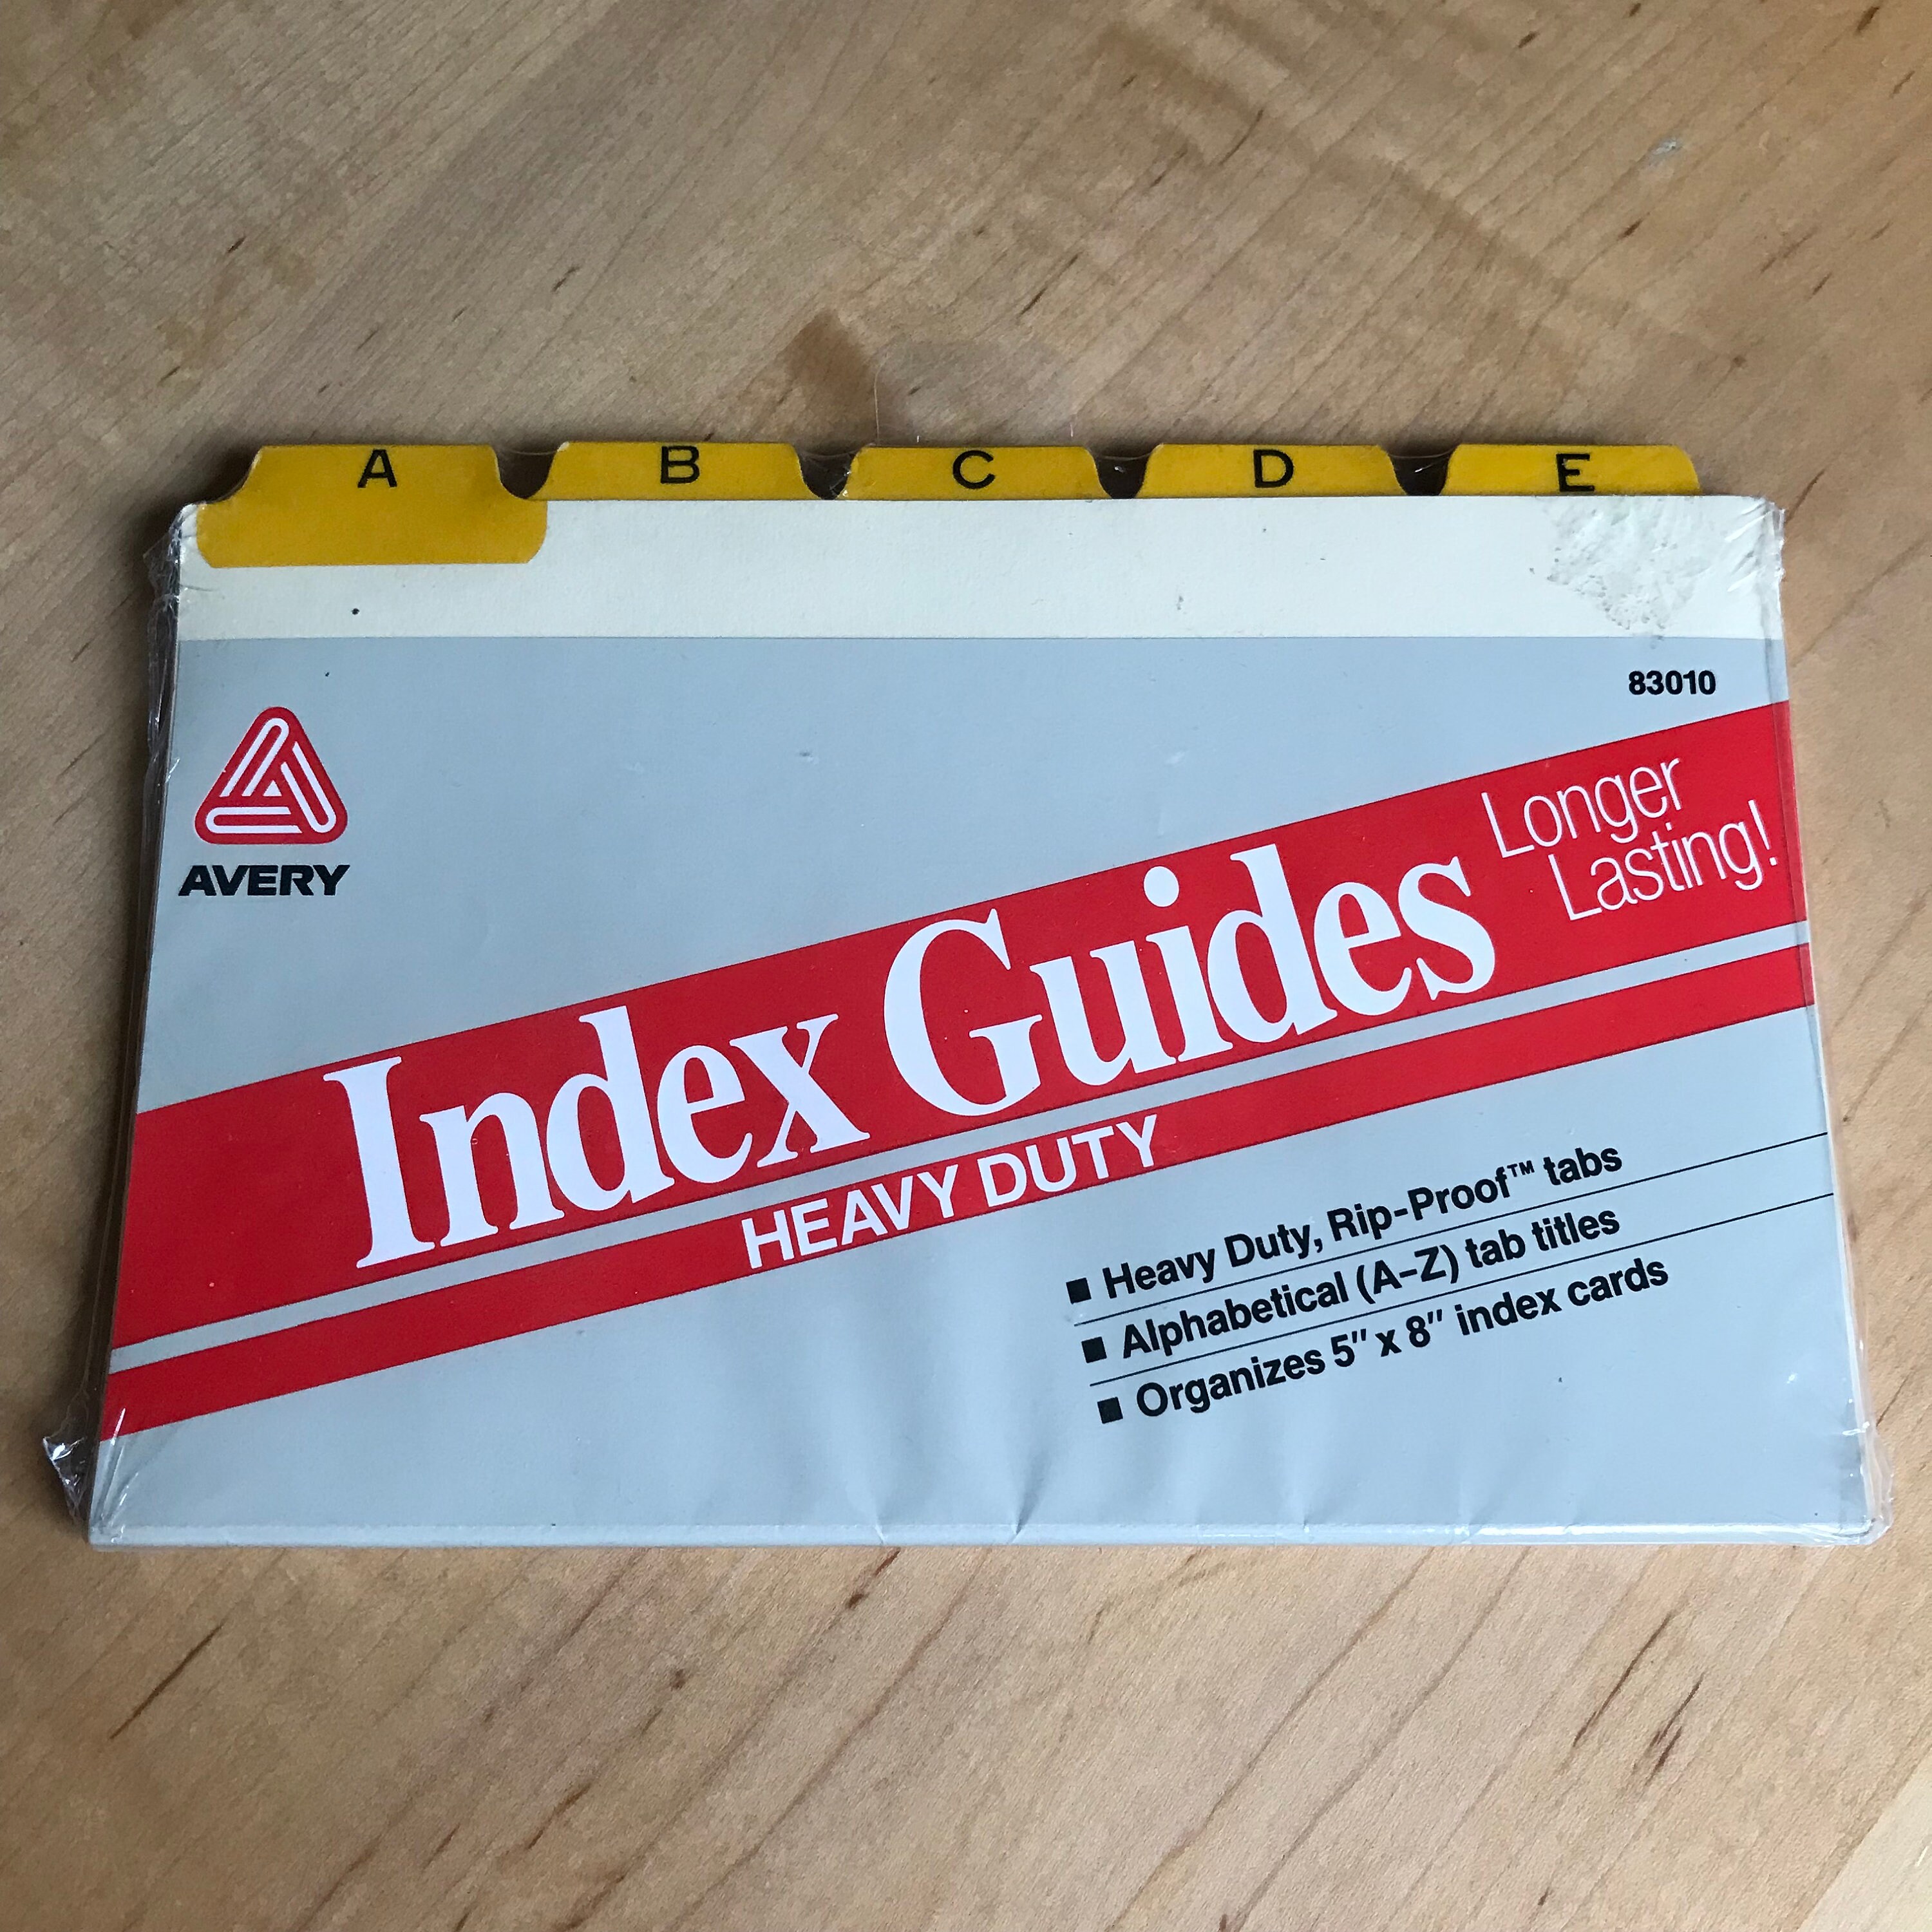 A B C D E
83010
AVERY
Longer
Lasting!
Index Guides
HEAVY DUTY
■ Heavy Duty, Rip-Proof™ tabs
■ Alphabetical (A–Z) tab titles
■ Organizes 5″ x 8″ index cards